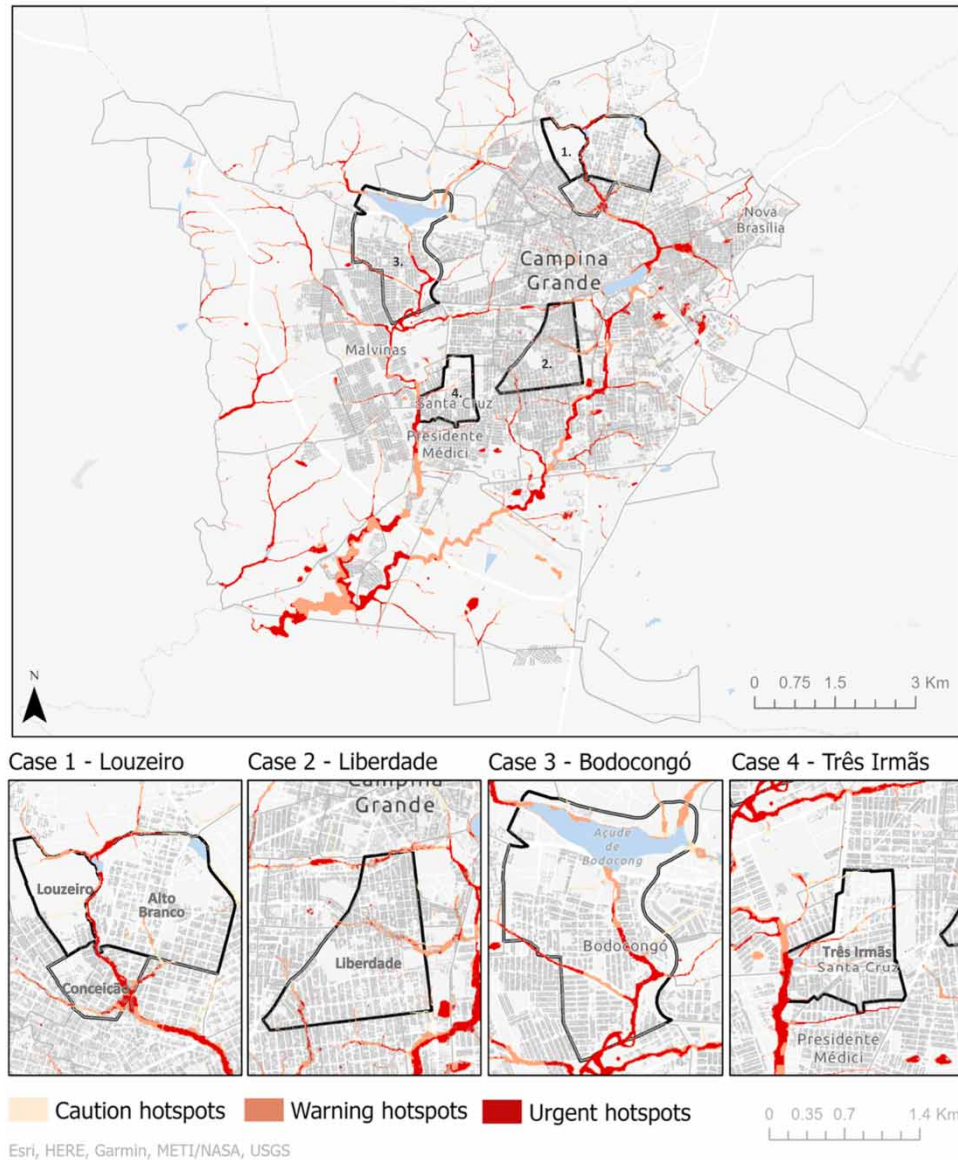 1.
Nova
Brasília
Campina
Grande
3.
Malvinas
2.
4.
Santa Cruz
Presidente
Médici
N
0 0.75 1.5 3 Km
Case 1 - Louzeiro
Case 2 - Liberdade
Case 3 - Bodocongó
Case 4 - Três Irmãs
Louzeiro
Alto
Branco
Conceição
Campina
Grande
Liberdade
Açude
de
Bodocong
Bodocongó
Três Irmãs
Santa Cruz
Presidente
Médici
Caution hotspots
Warning hotspots
Urgent hotspots
0 0.35 0.7 1.4 Km
Esri, HERE, Garmin, METI/NASA, USGS